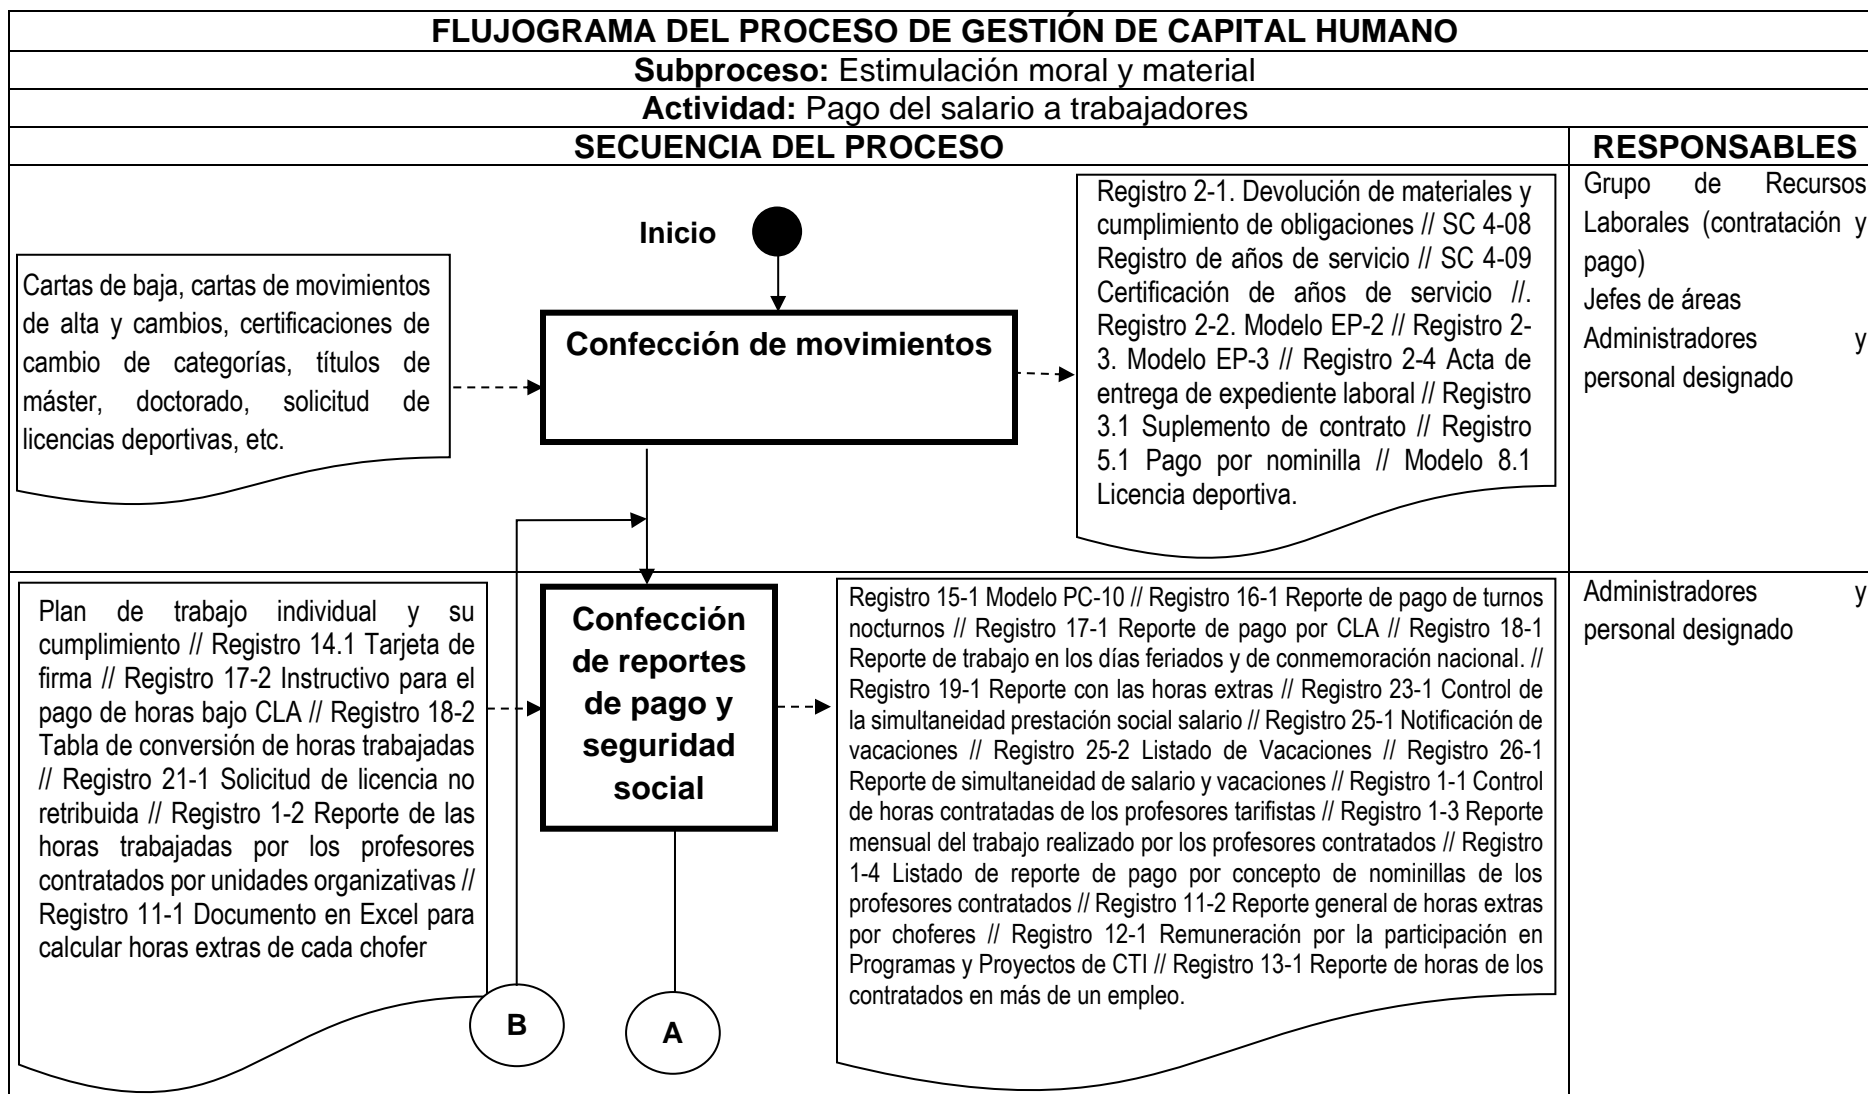 FLUJOGRAMA DEL PROCESO DE GESTIÓN DE CAPITAL HUMANO
Subproceso: Estimulación moral y material
Actividad: Pago del salario a trabajadores
SECUENCIA DEL PROCESO
RESPONSABLES
Inicio
Cartas de baja, cartas de movimientos
de alta y cambios, certificaciones de
cambio de categorías, títulos de
máster, doctorado, solicitud de
licencias deportivas, etc.
Confección de movimientos
Registro 2-1. Devolución de materiales y
cumplimiento de obligaciones // SC 4-08
Registro de años de servicio // SC 4-09
Certificación de años de servicio //.
Registro 2-2. Modelo EP-2 // Registro 2-
3. Modelo EP-3 // Registro 2-4 Acta de
entrega de expediente laboral // Registro
3.1 Suplemento de contrato // Registro
5.1 Pago por nominilla // Modelo 8.1
Licencia deportiva.
Grupo de Recursos
Laborales (contratación y
pago)
Jefes de áreas
Administradores y
personal designado
Plan de trabajo individual y su
cumplimiento // Registro 14.1 Tarjeta de
firma // Registro 17-2 Instructivo para el
pago de horas bajo CLA // Registro 18-2
Tabla de conversión de horas trabajadas
// Registro 21-1 Solicitud de licencia no
retribuida // Registro 1-2 Reporte de las
horas trabajadas por los profesores
contratados por unidades organizativas //
Registro 11-1 Documento en Excel para
calcular horas extras de cada chofer
Confección
de reportes
de pago y
seguridad
social
Registro 15-1 Modelo PC-10 // Registro 16-1 Reporte de pago de turnos
nocturnos // Registro 17-1 Reporte de pago por CLA // Registro 18-1
Reporte de trabajo en los días feriados y de conmemoración nacional. //
Registro 19-1 Reporte con las horas extras // Registro 23-1 Control de
la simultaneidad prestación social salario // Registro 25-1 Notificación de
vacaciones // Registro 25-2 Listado de Vacaciones // Registro 26-1
Reporte de simultaneidad de salario y vacaciones // Registro 1-1 Control
de horas contratadas de los profesores tarifistas // Registro 1-3 Reporte
mensual del trabajo realizado por los profesores contratados // Registro
1-4 Listado de reporte de pago por concepto de nominillas de los
profesores contratados // Registro 11-2 Reporte general de horas extras
por choferes // Registro 12-1 Remuneración por la participación en
Programas y Proyectos de CTI // Registro 13-1 Reporte de horas de los
contratados en más de un empleo.
Administradores y
personal designado
B
A